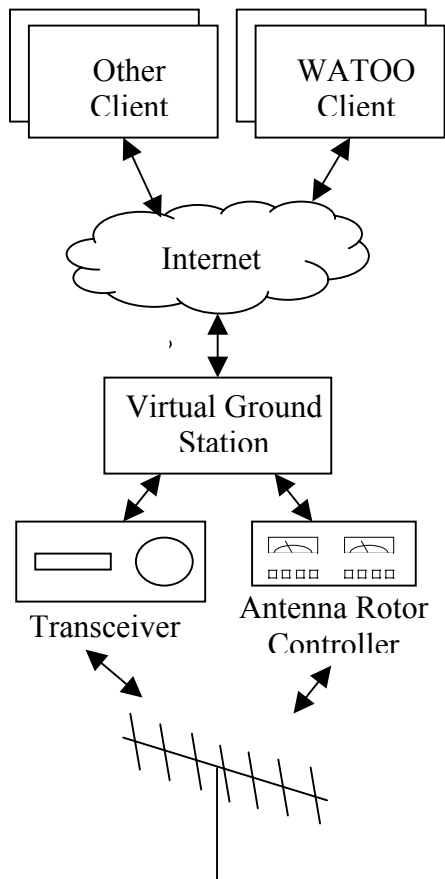 Other
Client
WATOO
Client
Internet
Virtual Ground
Station
Transceiver
Antenna Rotor
Controller